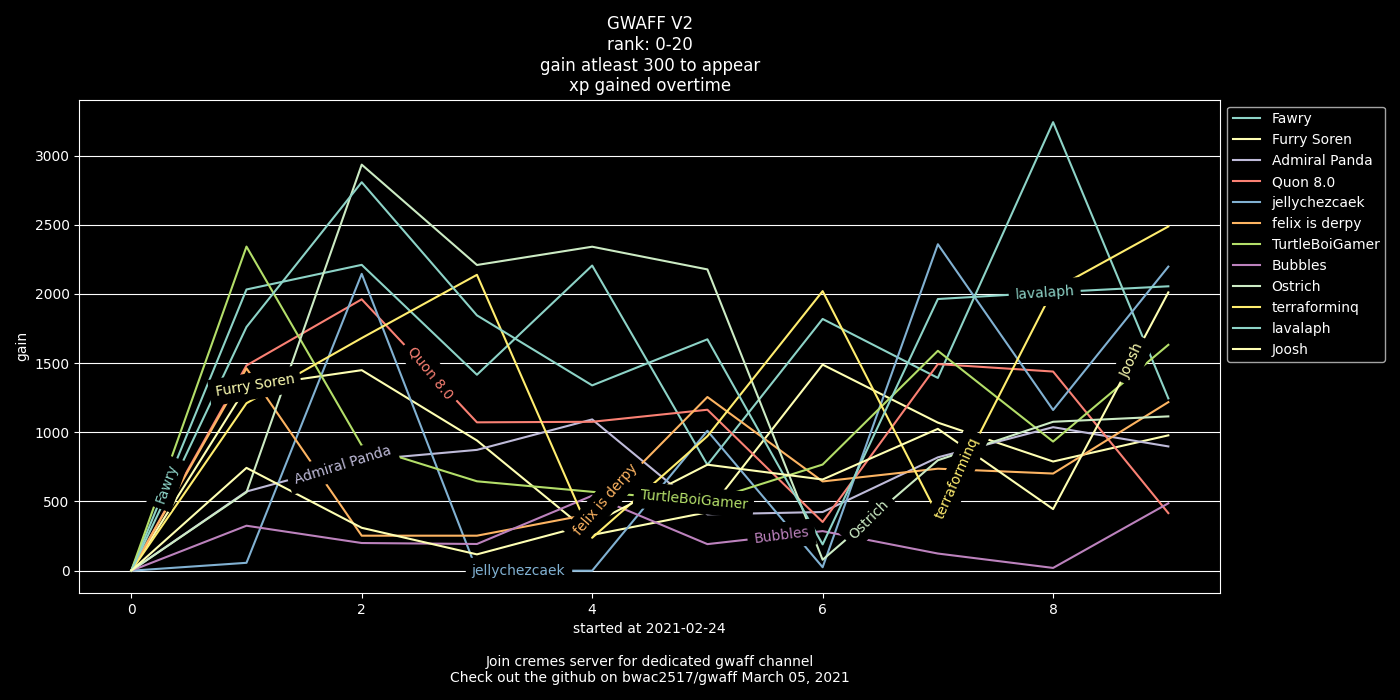 GWAFF V2
rank: 0-20
gain atleast 300 to appear
xp gained overtime
gain
3000
2500
2000
1500
1000
500
0
Fawry
Furry Soren
Admiral Panda
Quon 8.0
jellychezcaek
felix is derpy
TurtleBoiGamer
Bubbles
Ostrich
terraforminq
lavalaph
Joosh
0 2 4 6 8
started at 2021-02-24
Fawry
Furry Soren
Admiral Panda
Quon 8.0
jellychezcaek
felix is derpy
TurtleBoiGamer
Bubbles
Ostrich
terraforminq
lavalaph
Joosh
Join cremes server for dedicated gwaff channel
Check out the github on bwac2517/gwaff March 05, 2021